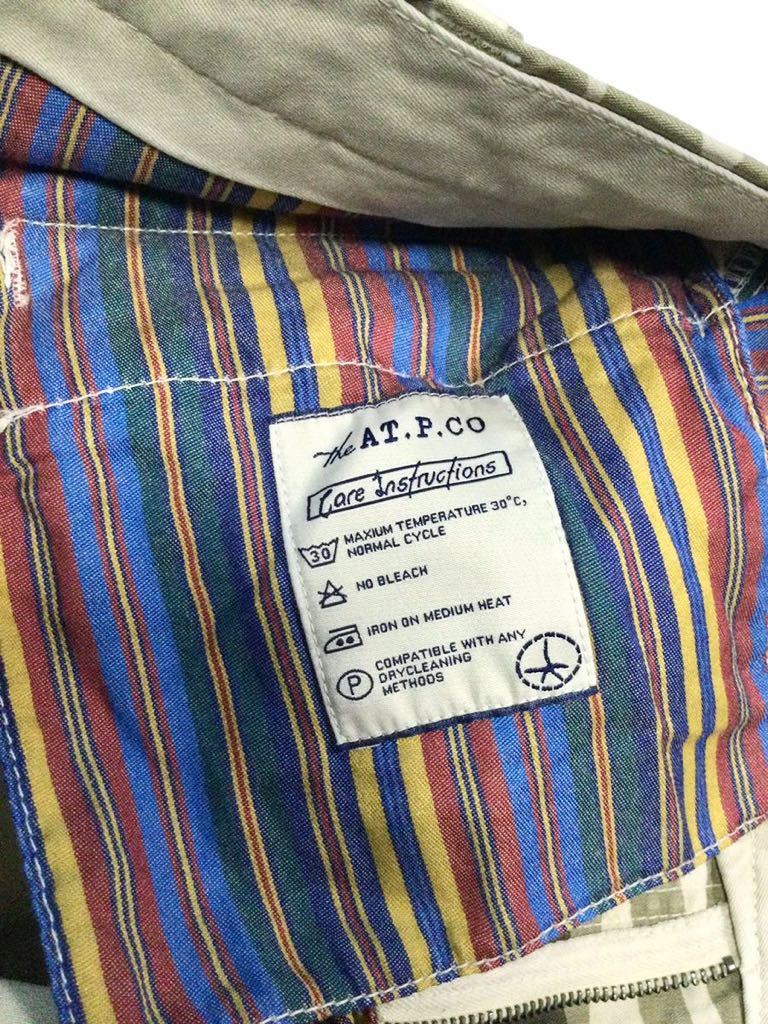 the AT.P.CO
Care Instructions
30
MAXIUM TEMPERATURE 30°C,
NORMAL CYCLE
NO BLEACH
IRON ON MEDIUM HEAT
P
COMPATIBLE WITH ANY
DRYCLEANING
METHODS